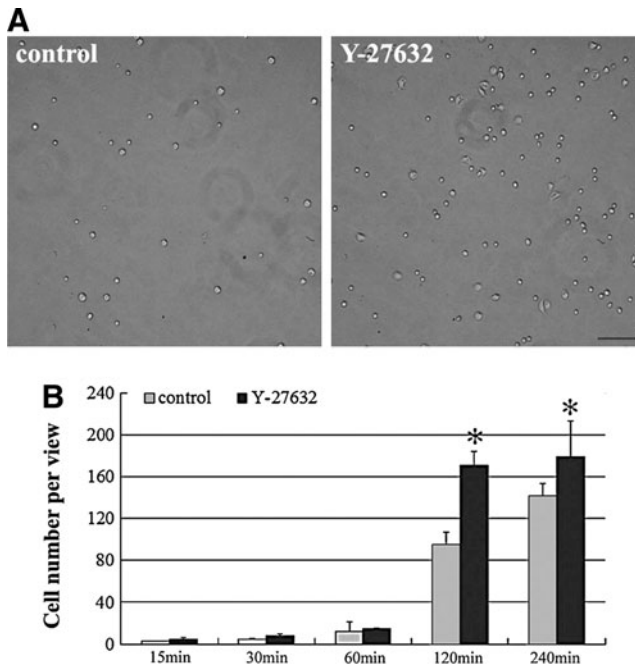 A
control Y-27632
B
240
200
160
120
80
40
0
Cell number per view
control Y-27632
* *
15min 30min 60min 120min 240min